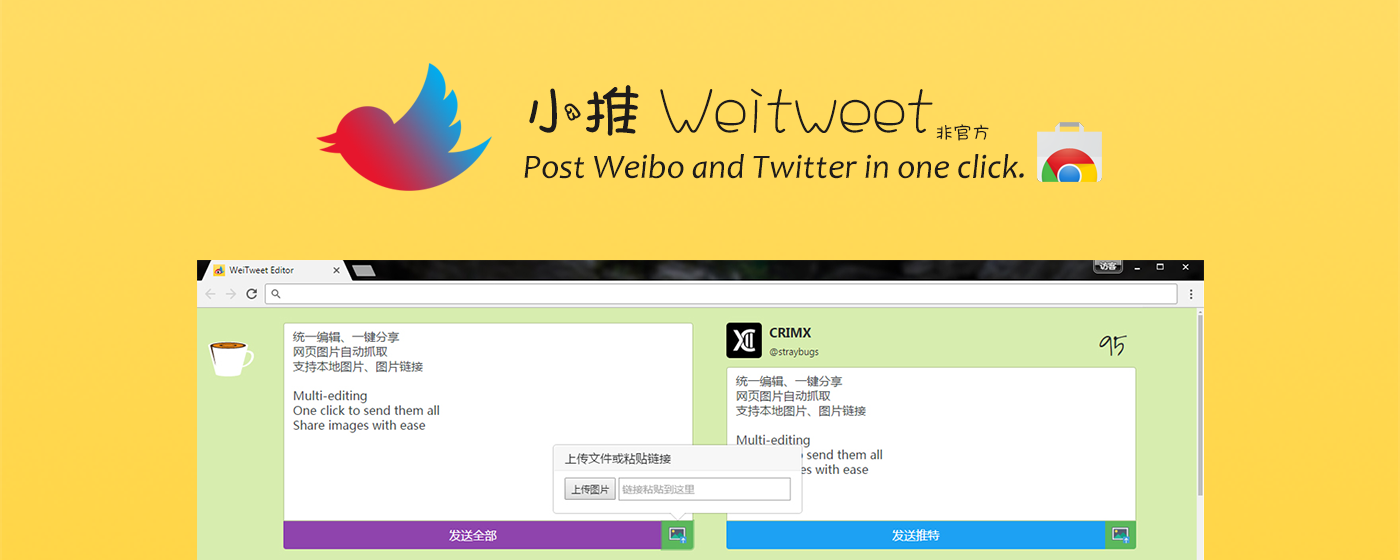 小推 Weitweet 非官方
Post Weibo and Twitter in one click.
WeiTweet Editor
访客
统一编辑、一键分享
网页图片自动抓取
支持本地图片、图片链接
Multi-editing
One click to send them all
Share images with ease
上传文件或粘贴链接
上传图片
链接粘贴到这里
发送全部
CRIMX
@straybugs
95
统一编辑、一键分享
网页图片自动抓取
支持本地图片、图片链接
Multi-editing
send them all
with ease
发送推特